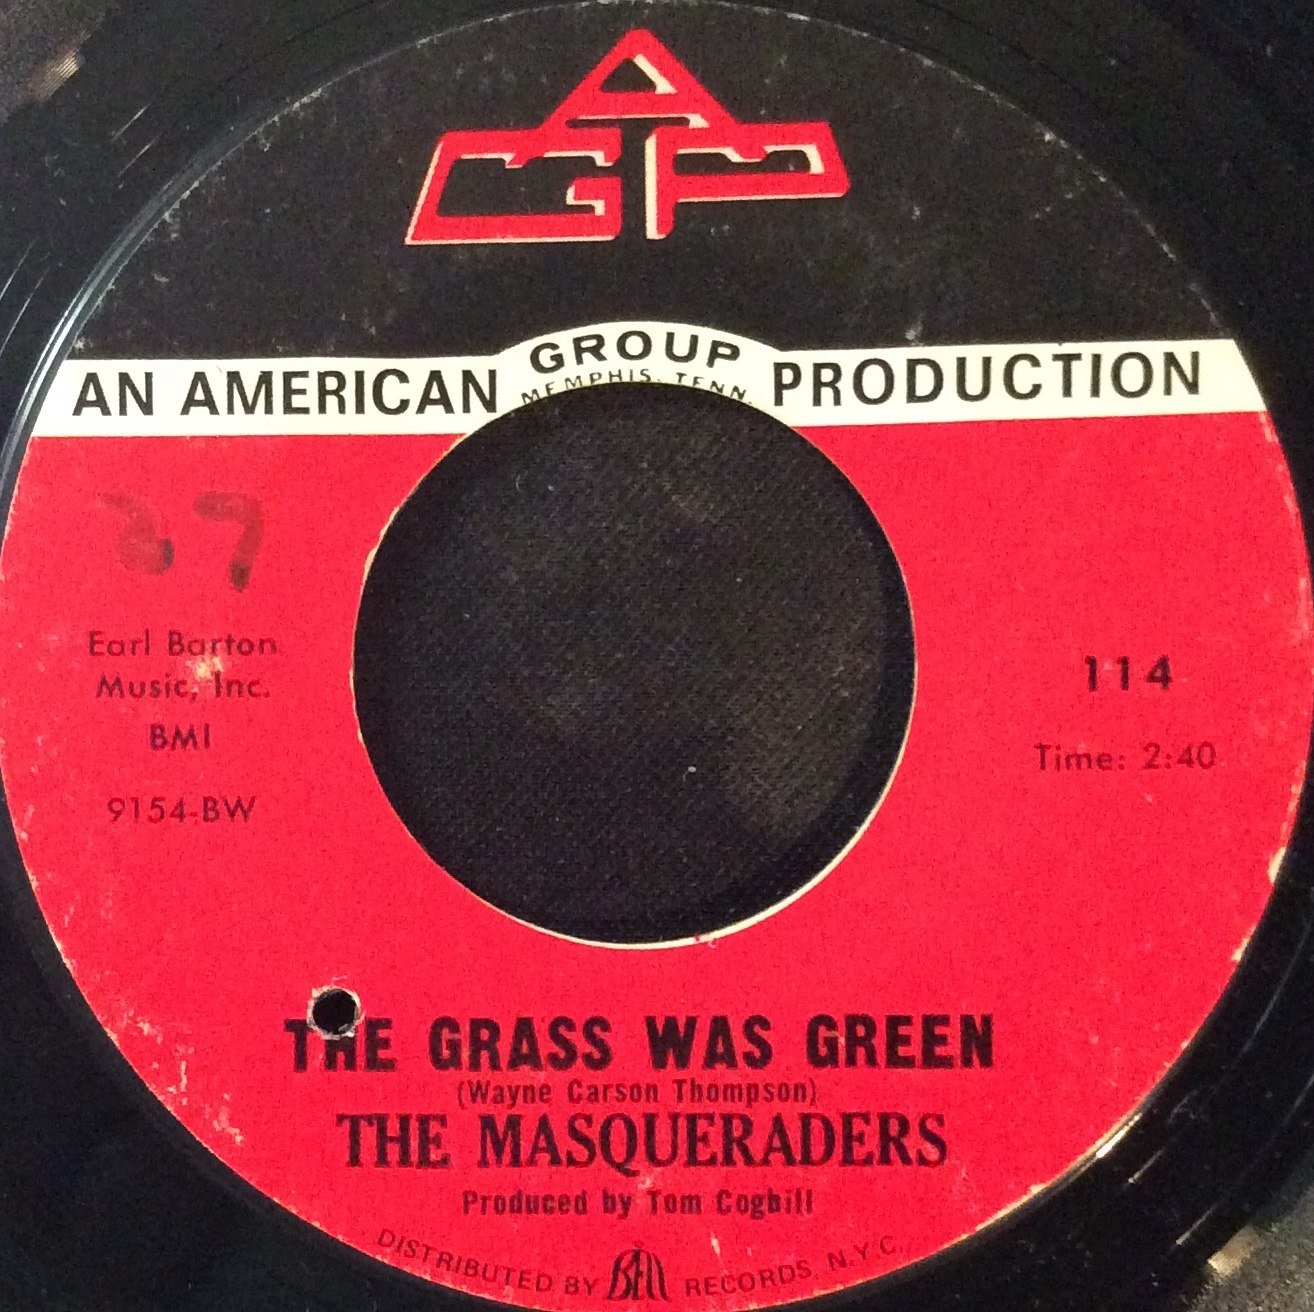 AGP
AN AMERICAN GROUP PRODUCTION
MEMPHIS, TENN.
37
Earl Barton
Music, Inc.
BMI
9154-BW
114
Time: 2:40
THE GRASS WAS GREEN
(Wayne Carson Thompson)
THE MASQUERADERS
Produced by Tom Cogbill
DISTRIBUTED BY BELL RECORDS, N.Y.C.